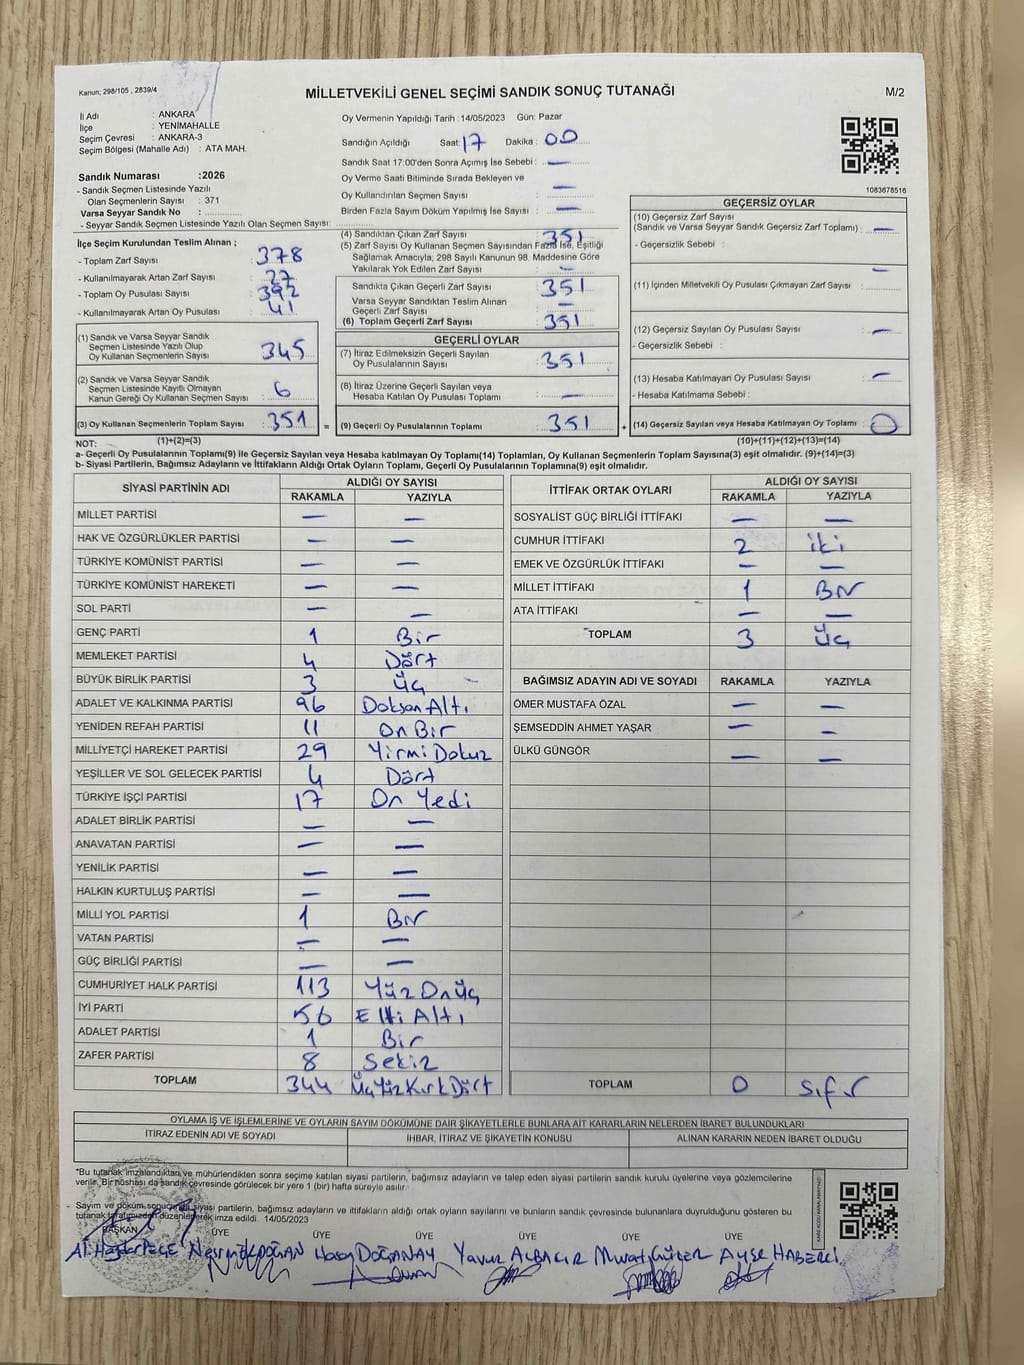 Kanun; 298/105 , 2839/4
MİLLETVEKİLİ GENEL SEÇİMİ SANDIK SONUÇ TUTANAĞI
M/2
İl Adı : ANKARA
İlçe : YENİMAHALLE
Seçim Çevresi : ANKARA-3
Seçim Bölgesi (Mahalle Adı) : ATA MAH.
Oy Vermenin Yapıldığı Tarih :14/05/2023 Gün: Pazar
Sandığın Açıldığı Saat: 17 Dakika : 00
Sandık Saat 17:00'den Sonra Açımış İse Sebebi : —
Oy Verme Saati Bitiminde Sırada Bekleyen ve
Oy Kullandırılan Seçmen Sayısı : —
Birden Fazla Sayım Döküm Yapılmış İse Sayısı : —
1083678516
Sandık Numarası :2026
- Sandık Seçmen Listesinde Yazılı
Olan Seçmenlerin Sayısı : 371
Varsa Seyyar Sandık No :
- Seyyar Sandık Seçmen Listesinde Yazılı Olan Seçmen Sayısı:
İlçe Seçim Kurulundan Teslim Alınan ;
- Toplam Zarf Sayısı : 378
- Kullanılmayarak Artan Zarf Sayısı : 27
- Toplam Oy Pusulası Sayısı : 392
- Kullanılmayarak Artan Oy Pusulası : 41
(1) Sandık ve Varsa Seyyar Sandık
Seçmen Listesinde Yazılı Olup
Oy Kullanan Seçmenlerin Sayısı : 345
(2) Sandık ve Varsa Seyyar Sandık
Seçmen Listesinde Kayıtlı Olmayan
Kanun Gereği Oy Kullanan Seçmen Sayısı : 6
(3) Oy Kullanan Seçmenlerin Toplam Sayısı : 351
(4) Sandıktan Çıkan Zarf Sayısı : 351
(5) Zarf Sayısı Oy Kullanan Seçmen Sayısından Fazla İse, Eşitliği
Sağlamak Amacıyla; 298 Sayılı Kanunun 98. Maddesine Göre
Yakılarak Yok Edilen Zarf Sayısı : —
Sandıkta Çıkan Geçerli Zarf Sayısı : 351
Varsa Seyyar Sandıktan Teslim Alınan
Geçerli Zarf Sayısı : —
(6) Toplam Geçerli Zarf Sayısı : 351
GEÇERLİ OYLAR
(7) İtiraz Edilmeksizin Geçerli Sayılan
Oy Pusulalarının Sayısı : 351
(8) İtiraz Üzerine Geçerli Sayılan veya
Hesaba Katılan Oy Pusulası Toplamı : —
= (9) Geçerli Oy Pusulalarının Toplamı : 351
GEÇERSİZ OYLAR
(10) Geçersiz Zarf Sayısı
(Sandık ve Varsa Seyyar Sandık Geçersiz Zarf Toplamı) : —
- Geçersizlik Sebebi :
(11) İçinden Milletvekili Oy Pusulası Çıkmayan Zarf Sayısı : —
(12) Geçersiz Sayılan Oy Pusulası Sayısı : —
- Geçersizlik Sebebi :
(13) Hesaba Katılmayan Oy Pusulası Sayısı : —
- Hesaba Katılmama Sebebi :
+ (14) Geçersiz Sayılan veya Hesaba Katılmayan Oy Toplamı : 0
NOT: (1)+(2)=(3) (10)+(11)+(12)+(13)=(14)
a- Geçerli Oy Pusulalarının Toplamı(9) ile Geçersiz Sayılan veya Hesaba Katılmayan Oy Toplamı(14) Toplamları, Oy Kullanan Seçmenlerin Toplam Sayısına(3) eşit olmalıdır. (9)+(14)=(3)
b- Siyasi Partilerin, Bağımsız Adayların ve İttifakların Aldığı Ortak Oyların Toplamı, Geçerli Oy Pusulalarının Toplamına(9) eşit olmalıdır.
SİYASİ PARTİNİN ADI ALDIĞI OY SAYISI
RAKAMLA YAZIYLA
MİLLET PARTİSİ — —
HAK VE ÖZGÜRLÜKLER PARTİSİ — —
TÜRKİYE KOMÜNİST PARTİSİ — —
TÜRKİYE KOMÜNİST HAREKETİ — —
SOL PARTİ — —
GENÇ PARTİ 1 Bir
MEMLEKET PARTİSİ 4 Dört
BÜYÜK BİRLİK PARTİSİ 3 üç
ADALET VE KALKINMA PARTİSİ 96 Doksan Altı
YENİDEN REFAH PARTİSİ 11 On Bir
MİLLİYETÇİ HAREKET PARTİSİ 29 Yirmi Dokuz
YEŞİLLER VE SOL GELECEK PARTİSİ 4 Dört
TÜRKİYE İŞÇİ PARTİSİ 17 On Yedi
ADALET BİRLİK PARTİSİ — —
ANAVATAN PARTİSİ — —
YENİLİK PARTİSİ — —
HALKIN KURTULUŞ PARTİSİ — —
MİLLİ YOL PARTİSİ 1 Bir
VATAN PARTİSİ — —
GÜÇ BİRLİĞİ PARTİSİ — —
CUMHURİYET HALK PARTİSİ 113 Yüz Onüç
İYİ PARTİ 56 Elli Altı
ADALET PARTİSİ 1 Bir
ZAFER PARTİSİ 8 Sekiz
TOPLAM 344 Üç Yüz Kırk Dört
İTTİFAK ORTAK OYLARI ALDIĞI OY SAYISI
RAKAMLA YAZIYLA
SOSYALİST GÜÇ BİRLİĞİ İTTİFAKI — —
CUMHUR İTTİFAKI 2 iki
EMEK VE ÖZGÜRLÜK İTTİFAKI — —
MİLLET İTTİFAKI 1 Bir
ATA İTTİFAKI — —
TOPLAM 3 Üç
BAĞIMSIZ ADAYIN ADI VE SOYADI RAKAMLA YAZIYLA
ÖMER MUSTAFA ÖZAL — —
ŞEMSEDDİN AHMET YAŞAR — —
ÜLKÜ GÜNGÖR — —
TOPLAM 0 sıfır
OYLAMA İŞ VE İŞLEMLERİNE VE OYLARIN SAYIM DÖKÜMÜNE DAİR ŞİKAYETLERLE BUNLARA AİT KARARLARIN NELERDEN İBARET BULUNDUKLARI
İTİRAZ EDENİN ADI VE SOYADI İHBAR, İTİRAZ VE ŞİKAYETİN KONUSU ALINAN KARARIN NEDEN İBARET OLDUĞU
*Bu tutanak imzalandıktan ve mühürlendikten sonra seçime katılan siyasi partilerin, bağımsız adayların ve talep eden siyasi partilerin sandık kurulu üyelerine veya gözlemcilerine
verilir. Bir nüshası da sandık çevresinde görülecek bir yere 1 (bir) hafta süreyle asılır.
Sayım ve döküm sonucunda siyasi partilerin, bağımsız adayların ve ittifakların aldığı ortak oyların sayılarını ve bunların sandık çevresinde bulunanlara duyrulduğunu gösteren bu
tutanak tarafımızdan düzenlenerek imza edildi. 14/05/2023
BAŞKAN ÜYE ÜYE ÜYE ÜYE ÜYE
Hasan DOĞANAY Yavuz Murat Ayşe HABERCİ